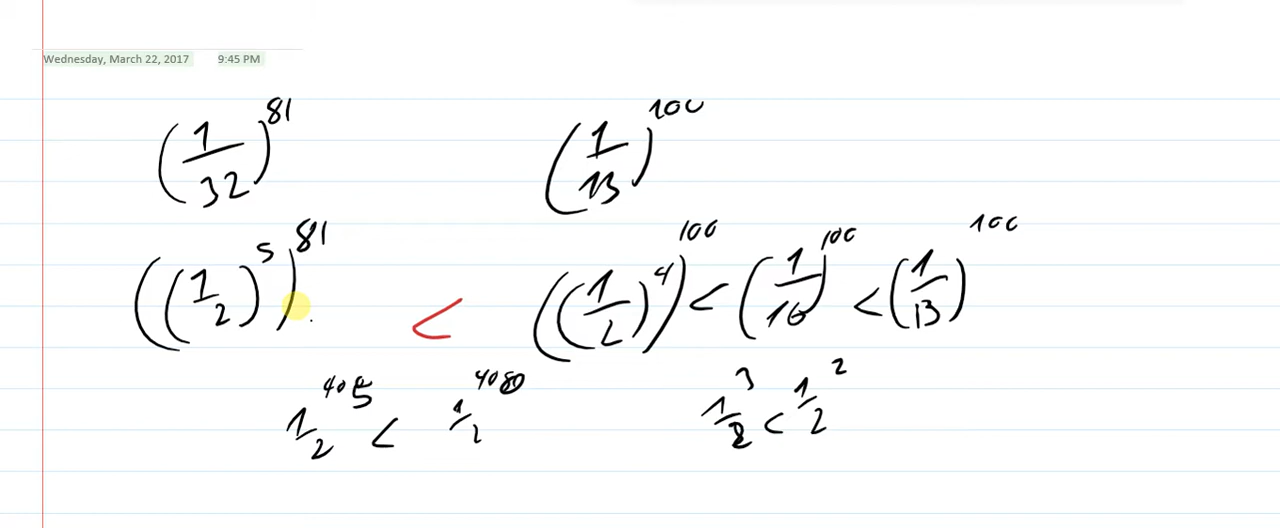 Wednesday, March 22, 2017 9:45 PM
(1/32)^81 (1/13)^100
((1/2)^5)^81 < ((1/2)^4)^100 < (1/16)^100 < (1/13)^100
1/2^405 < 1/2 1/2^3 < 1/2^2